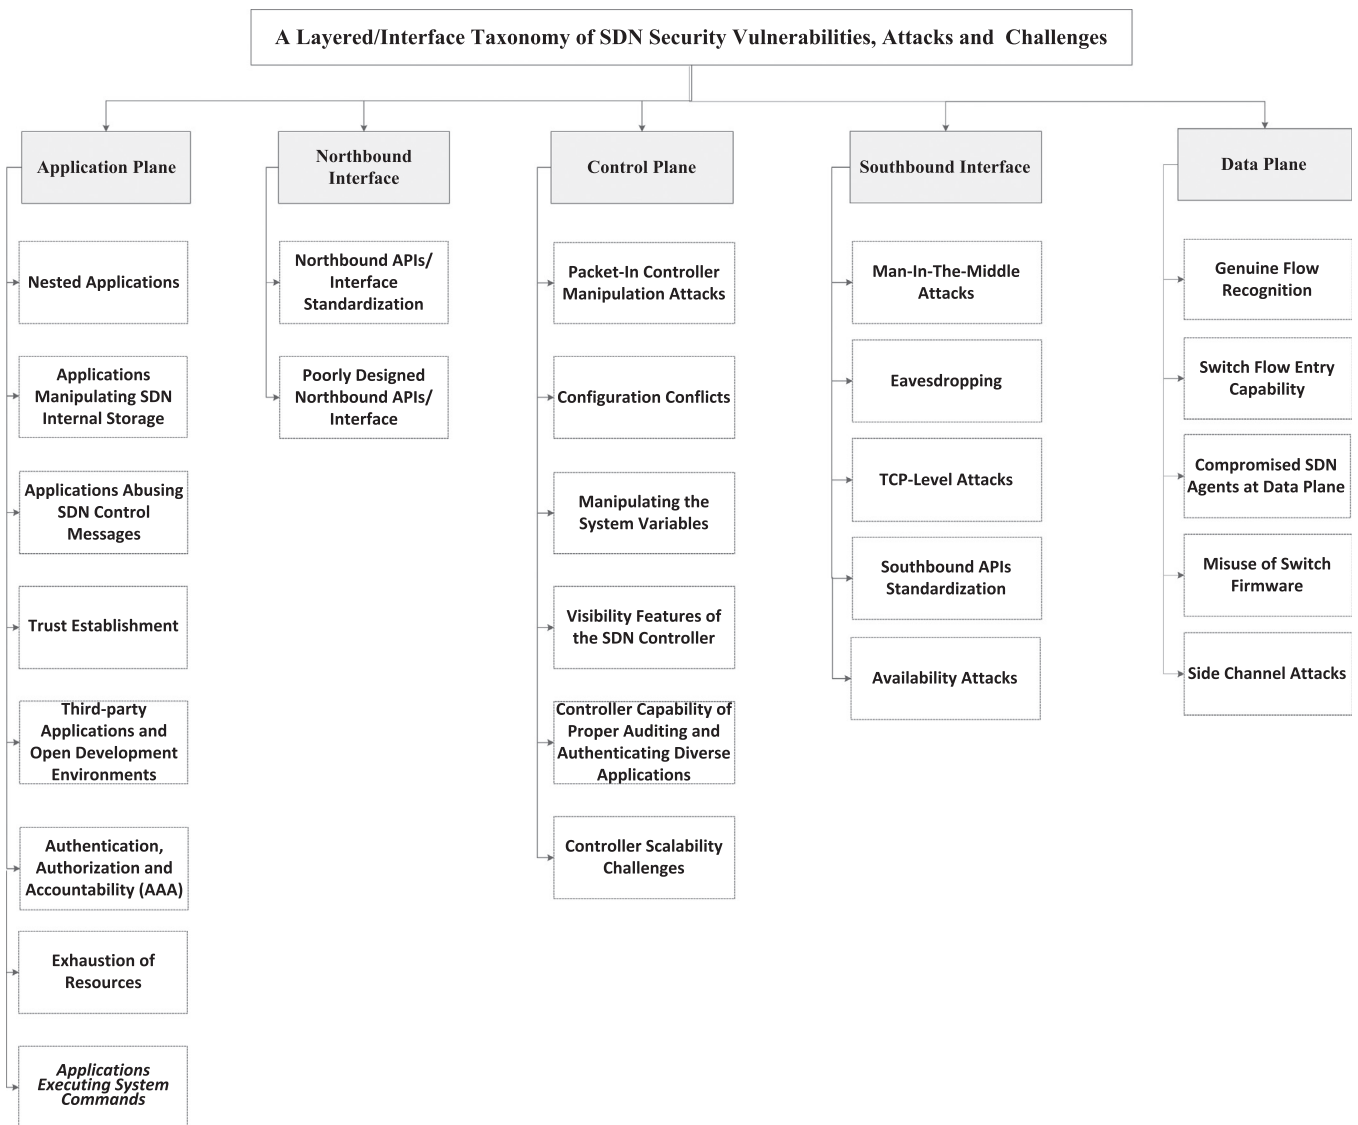 A Layered/Interface Taxonomy of SDN Security Vulnerabilities, Attacks and Challenges
Application Plane
Nested Applications
Applications
Manipulating SDN
Internal Storage
Applications Abusing
SDN Control
Messages
Trust Establishment
Third-party
Applications and
Open Development
Environments
Authentication,
Authorization and
Accountability (AAA)
Exhaustion of
Resources
Applications
Executing System
Commands
Northbound
Interface
Northbound APIs/
Interface
Standardization
Poorly Designed
Northbound APIs/
Interface
Control Plane
Packet-In Controller
Manipulation Attacks
Configuration Conflicts
Manipulating the
System Variables
Visibility Features of
the SDN Controller
Controller Capability of
Proper Auditing and
Authenticating Diverse
Applications
Controller Scalability
Challenges
Southbound Interface
Man-In-The-Middle
Attacks
Eavesdropping
TCP-Level Attacks
Southbound APIs
Standardization
Availability Attacks
Data Plane
Genuine Flow
Recognition
Switch Flow Entry
Capability
Compromised SDN
Agents at Data Plane
Misuse of Switch
Firmware
Side Channel Attacks